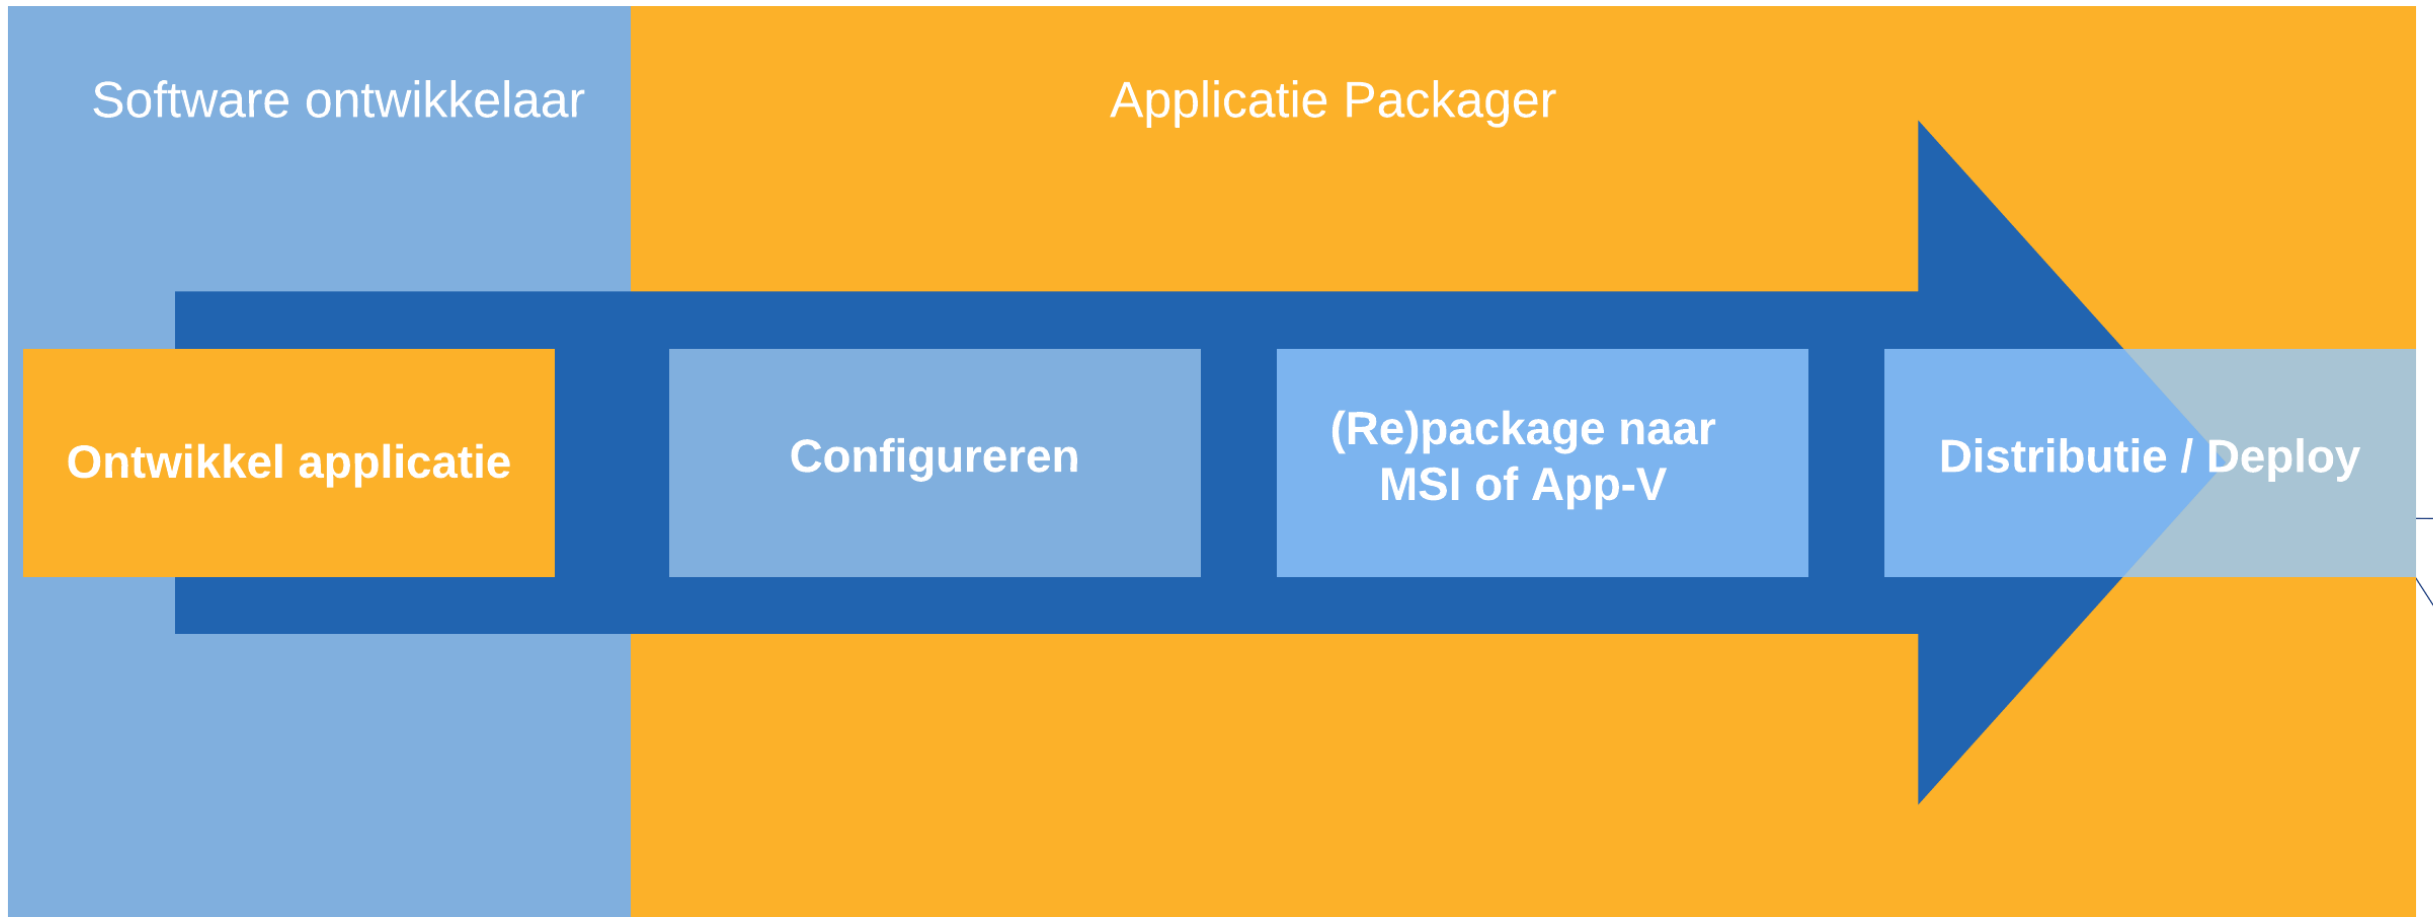 Software ontwikkelaar
Applicatie Packager
Ontwikkel applicatie
Configureren
(Re)package naar
MSI of App-V
Distributie / Deploy